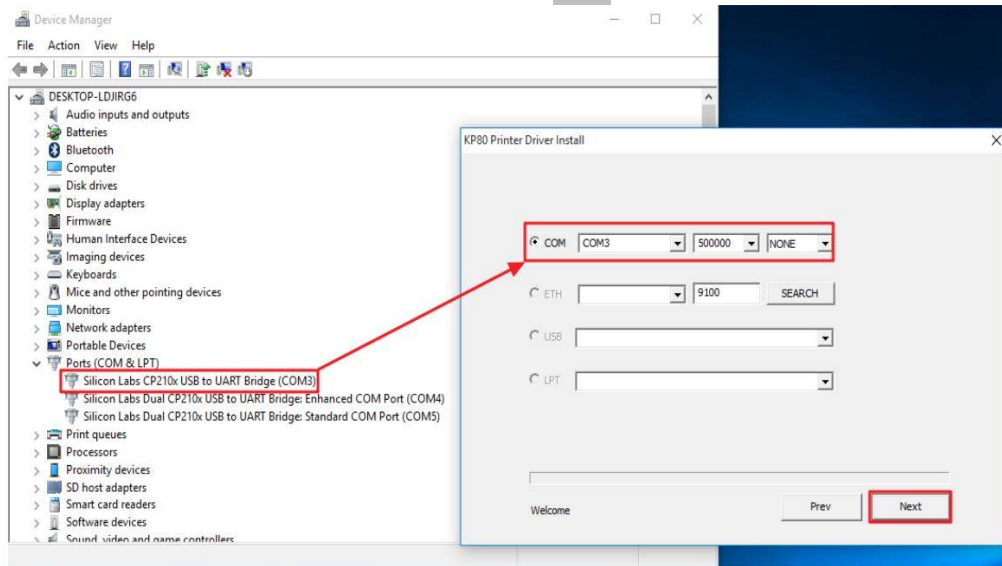 Device Manager
File Action View Help
DESKTOP-LDJIRG6
Audio inputs and outputs
Batteries
Bluetooth
Computer
Disk drives
Display adapters
Firmware
Human Interface Devices
Imaging devices
Keyboards
Mice and other pointing devices
Monitors
Network adapters
Portable Devices
Ports (COM & LPT)
Silicon Labs CP210x USB to UART Bridge (COM3)
Silicon Labs Dual CP210x USB to UART Bridge: Enhanced COM Port (COM4)
Silicon Labs Dual CP210x USB to UART Bridge: Standard COM Port (COM5)
Print queues
Processors
Proximity devices
SD host adapters
Smart card readers
Software devices
Sound, video and game controllers
KP80 Printer Driver Install
COM COM3 500000 NONE
ETH 9100 SEARCH
USB
LPT
Welcome Prev Next